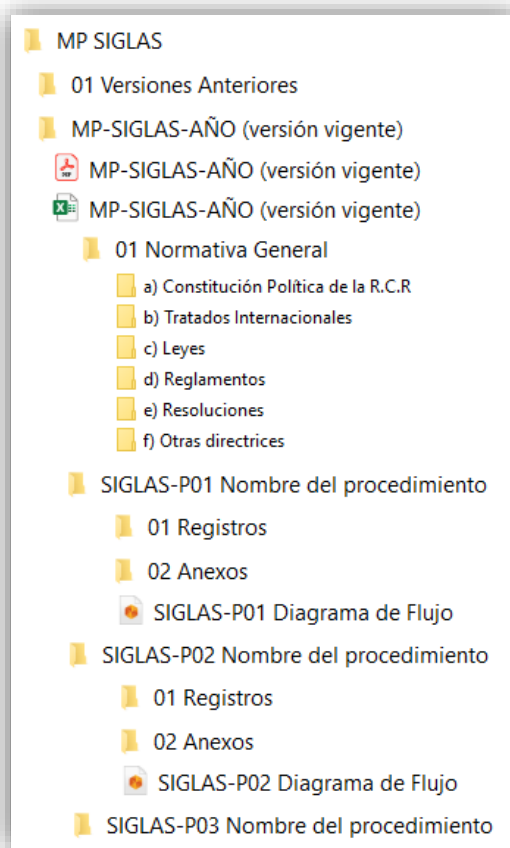 MP SIGLAS
01 Versiones Anteriores
MP-SIGLAS-AÑO (versión vigente)
MP-SIGLAS-AÑO (versión vigente)
MP-SIGLAS-AÑO (versión vigente)
01 Normativa General
a) Constitución Política de la R.C.R
b) Tratados Internacionales
c) Leyes
d) Reglamentos
e) Resoluciones
f) Otras directrices
SIGLAS-P01 Nombre del procedimiento
01 Registros
02 Anexos
SIGLAS-P01 Diagrama de Flujo
SIGLAS-P02 Nombre del procedimiento
01 Registros
02 Anexos
SIGLAS-P02 Diagrama de Flujo
SIGLAS-P03 Nombre del procedimiento